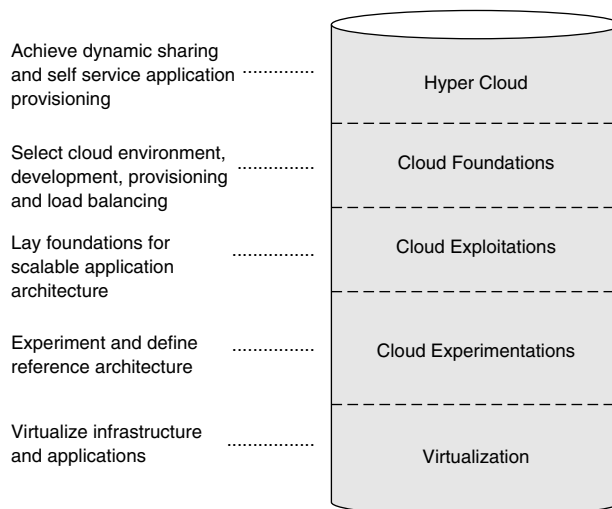 Achieve dynamic sharing
and self service application
provisioning
Hyper Cloud
Select cloud environment,
development, provisioning
and load balancing
Cloud Foundations
Lay foundations for
scalable application
architecture
Cloud Exploitations
Experiment and define
reference architecture
Cloud Experimentations
Virtualize infrastructure
and applications
Virtualization